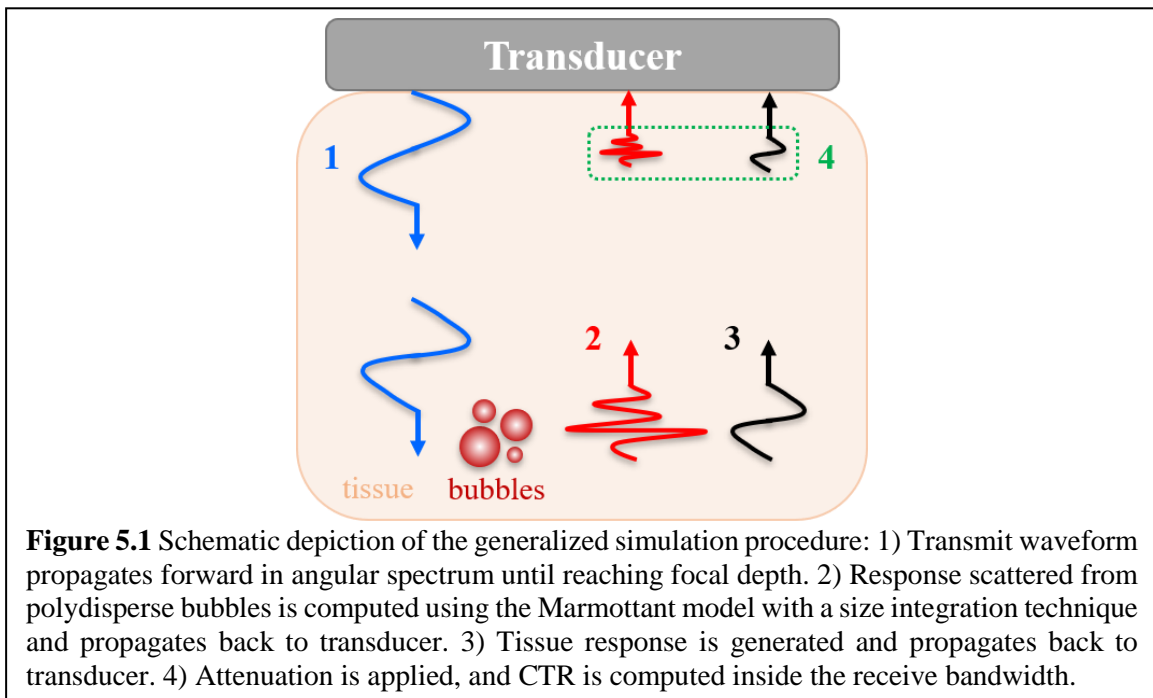 Transducer
1
4
2
3
tissue
bubbles
Figure 5.1 Schematic depiction of the generalized simulation procedure: 1) Transmit waveform
propagates forward in angular spectrum until reaching focal depth. 2) Response scattered from
polydisperse bubbles is computed using the Marmottant model with a size integration technique
and propagates back to transducer. 3) Tissue response is generated and propagates back to
transducer. 4) Attenuation is applied, and CTR is computed inside the receive bandwidth.